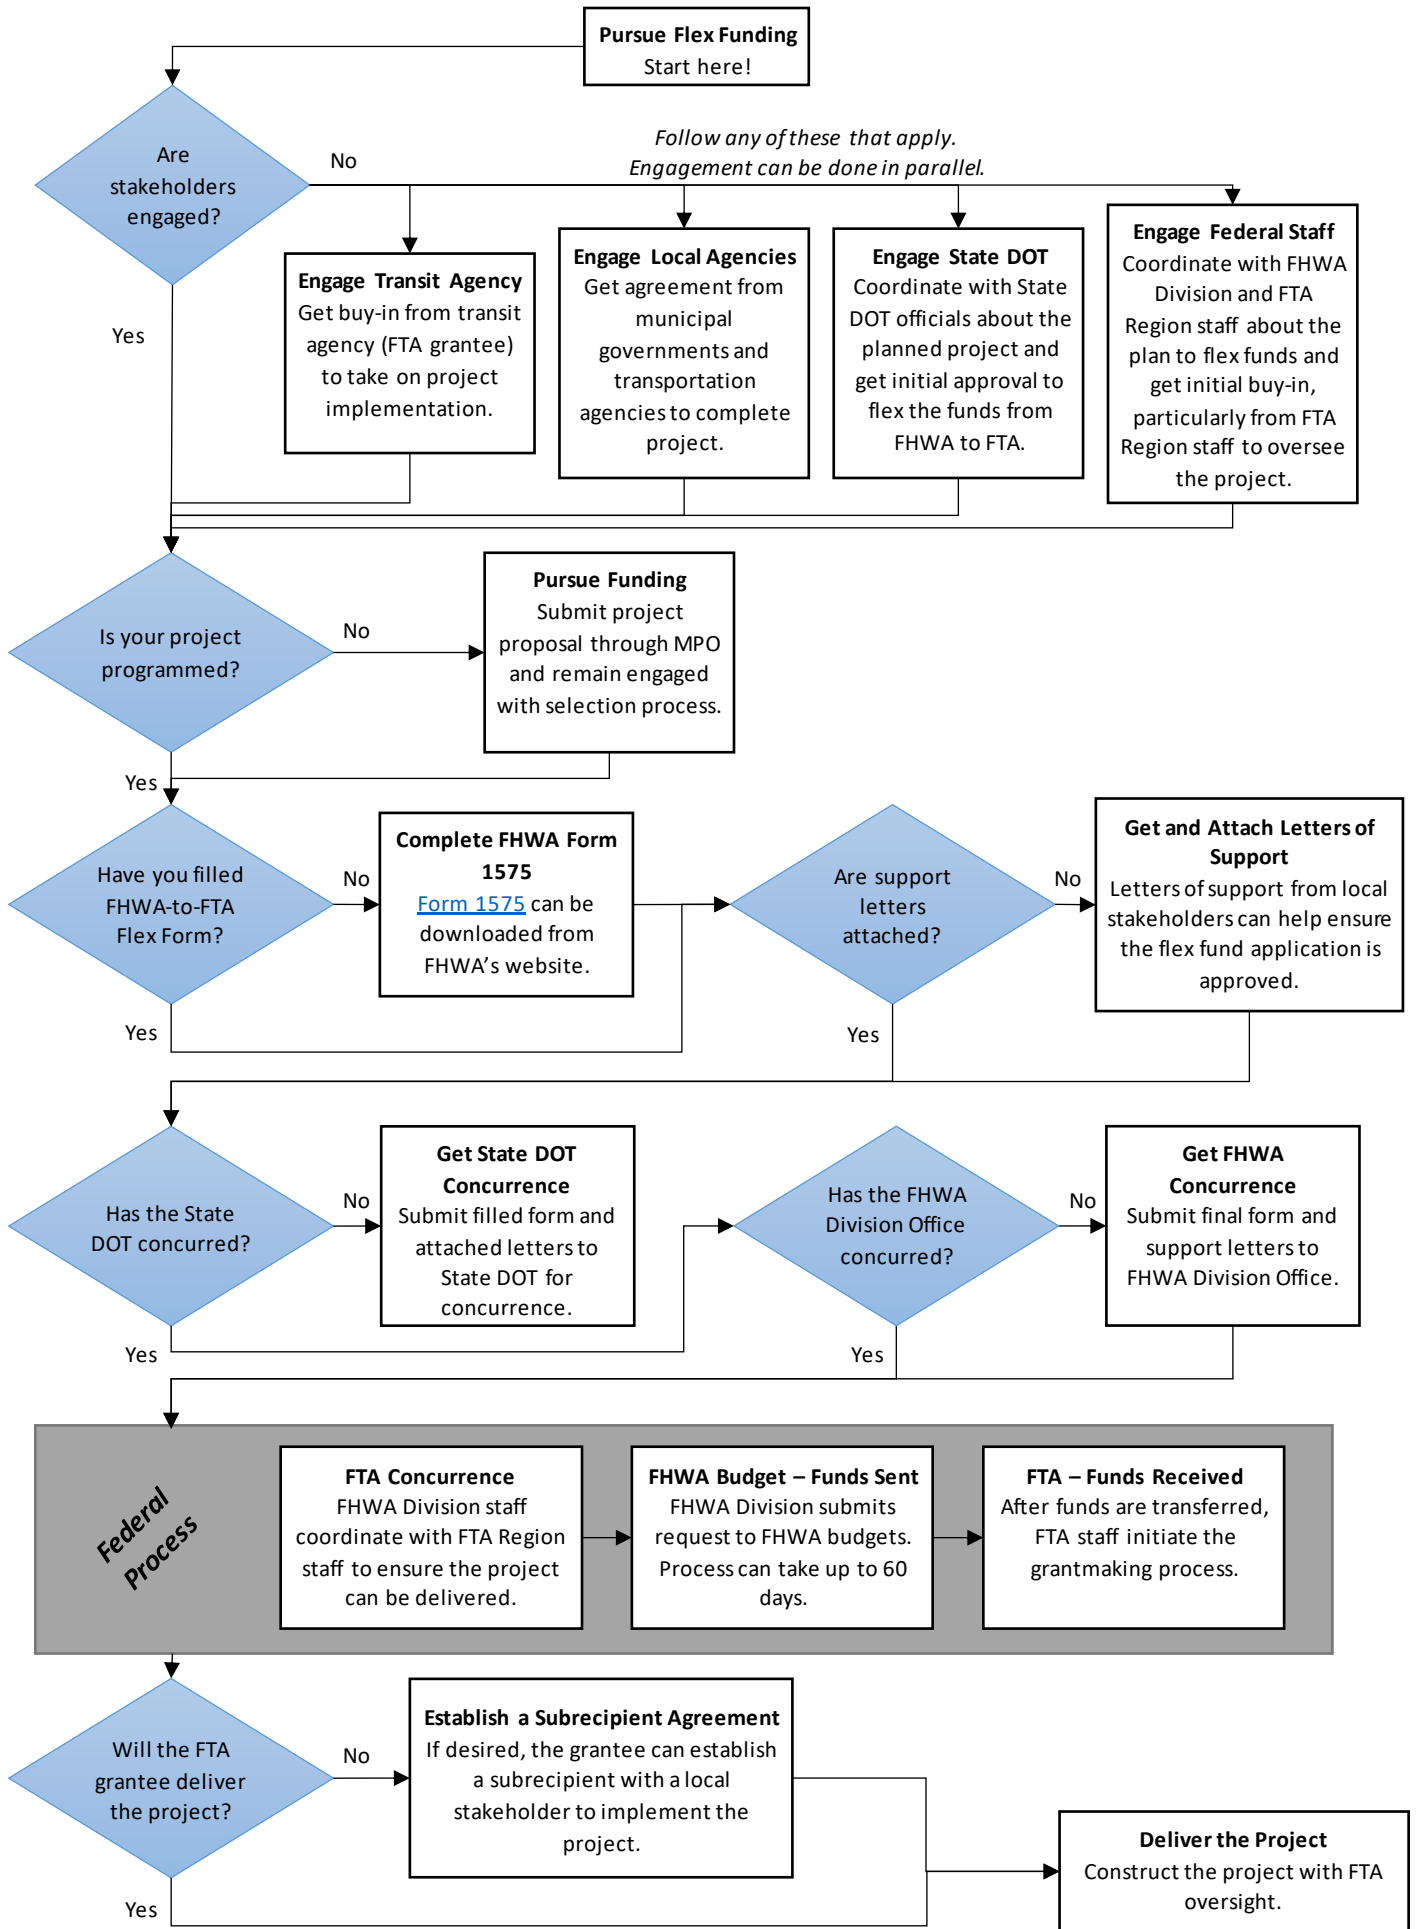 Pursue Flex Funding
Start here!
Are
stakeholders
engaged?
No
Yes
Follow any of these that apply.
Engagement can be done in parallel.
Engage Transit Agency
Get buy-in from transit
agency (FTA grantee)
to take on project
implementation.
Engage Local Agencies
Get agreement from
municipal
governments and
transportation
agencies to complete
project.
Engage State DOT
Coordinate with State
DOT officials about the
planned project and
get initial approval to
flex the funds from
FHWA to FTA.
Engage Federal Staff
Coordinate with FHWA
Division and FTA
Region staff about the
plan to flex funds and
get initial buy-in,
particularly from FTA
Region staff to oversee
the project.
Is your project
programmed?
No
Yes
Pursue Funding
Submit project
proposal through MPO
and remain engaged
with selection process.
Have you filled
FHWA-to-FTA
Flex Form?
No
Yes
Complete FHWA Form
1575
Form 1575 can be
downloaded from
FHWA's website.
Are support
letters
attached?
No
Yes
Get and Attach Letters of
Support
Letters of support from local
stakeholders can help ensure
the flex fund application is
approved.
Has the State
DOT concurred?
No
Yes
Get State DOT
Concurrence
Submit filled form and
attached letters to
State DOT for
concurrence.
Has the FHWA
Division Office
concurred?
No
Yes
Get FHWA
Concurrence
Submit final form and
support letters to
FHWA Division Office.
Federal
Process
FTA Concurrence
FHWA Division staff
coordinate with FTA Region
staff to ensure the project
can be delivered.
FHWA Budget – Funds Sent
FHWA Division submits
request to FHWA budgets.
Process can take up to 60
days.
FTA – Funds Received
After funds are transferred,
FTA staff initiate the
grantmaking process.
Will the FTA
grantee deliver
the project?
No
Yes
Establish a Subrecipient Agreement
If desired, the grantee can establish
a subrecipient with a local
stakeholder to implement the
project.
Deliver the Project
Construct the project with FTA
oversight.